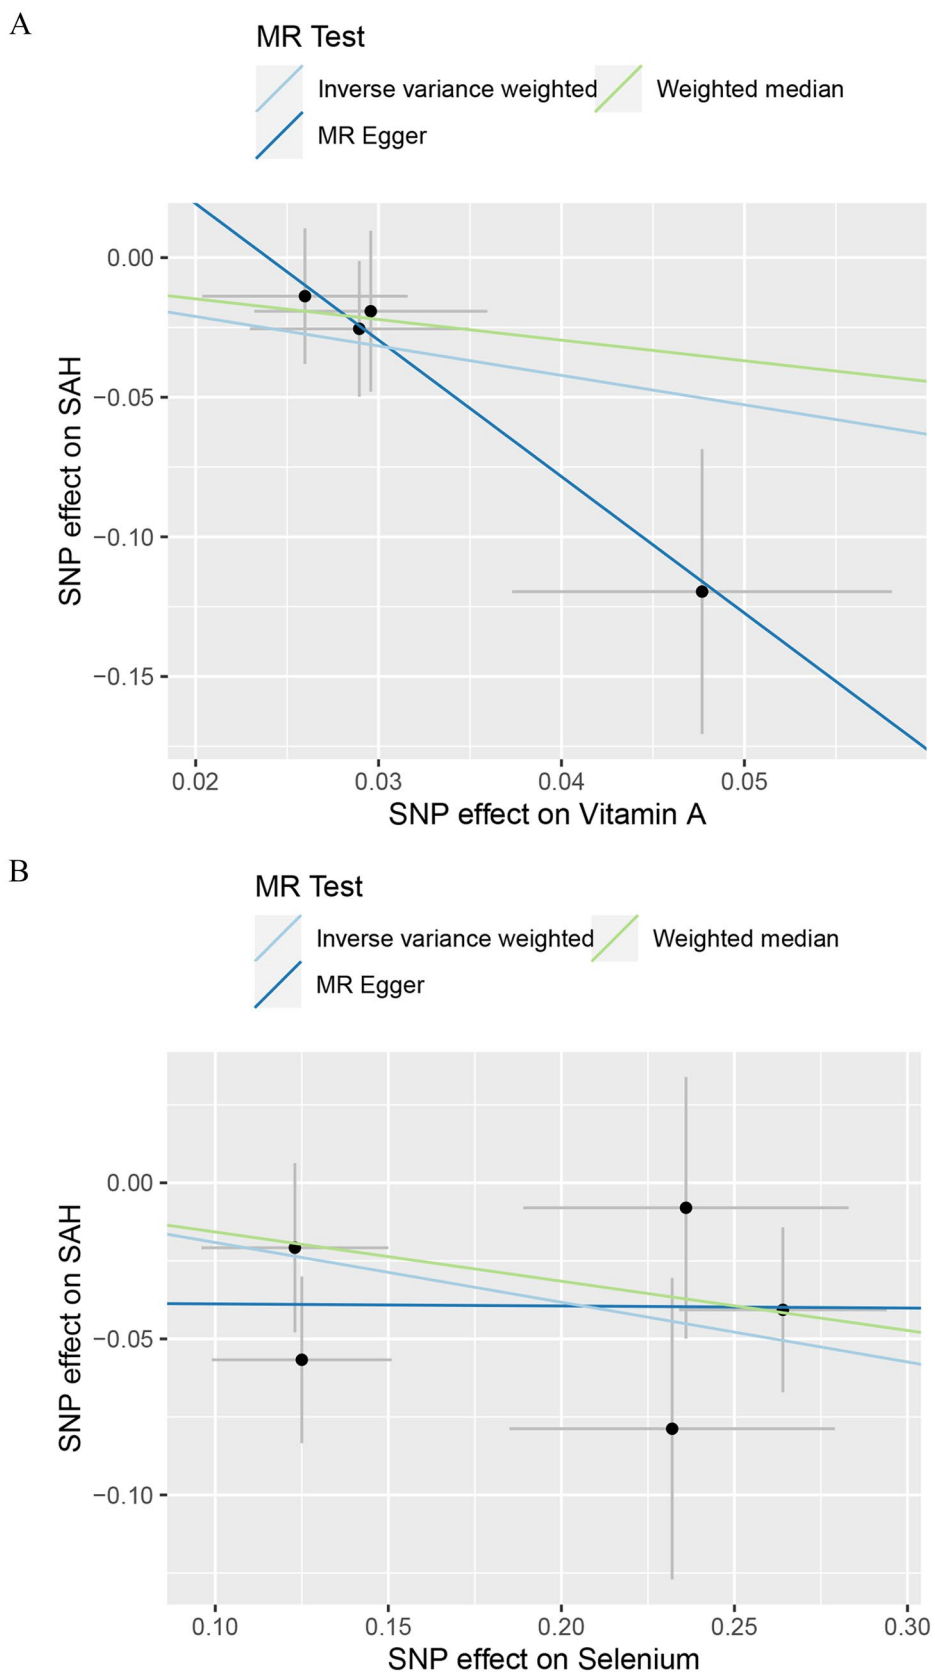 A
MR Test
Inverse variance weighted Weighted median
MR Egger
0.00
−0.05
−0.10
−0.15
SNP effect on SAH
0.02 0.03 0.04 0.05
SNP effect on Vitamin A
B
MR Test
Inverse variance weighted Weighted median
MR Egger
0.00
−0.05
−0.10
SNP effect on SAH
0.10 0.15 0.20 0.25 0.30
SNP effect on Selenium